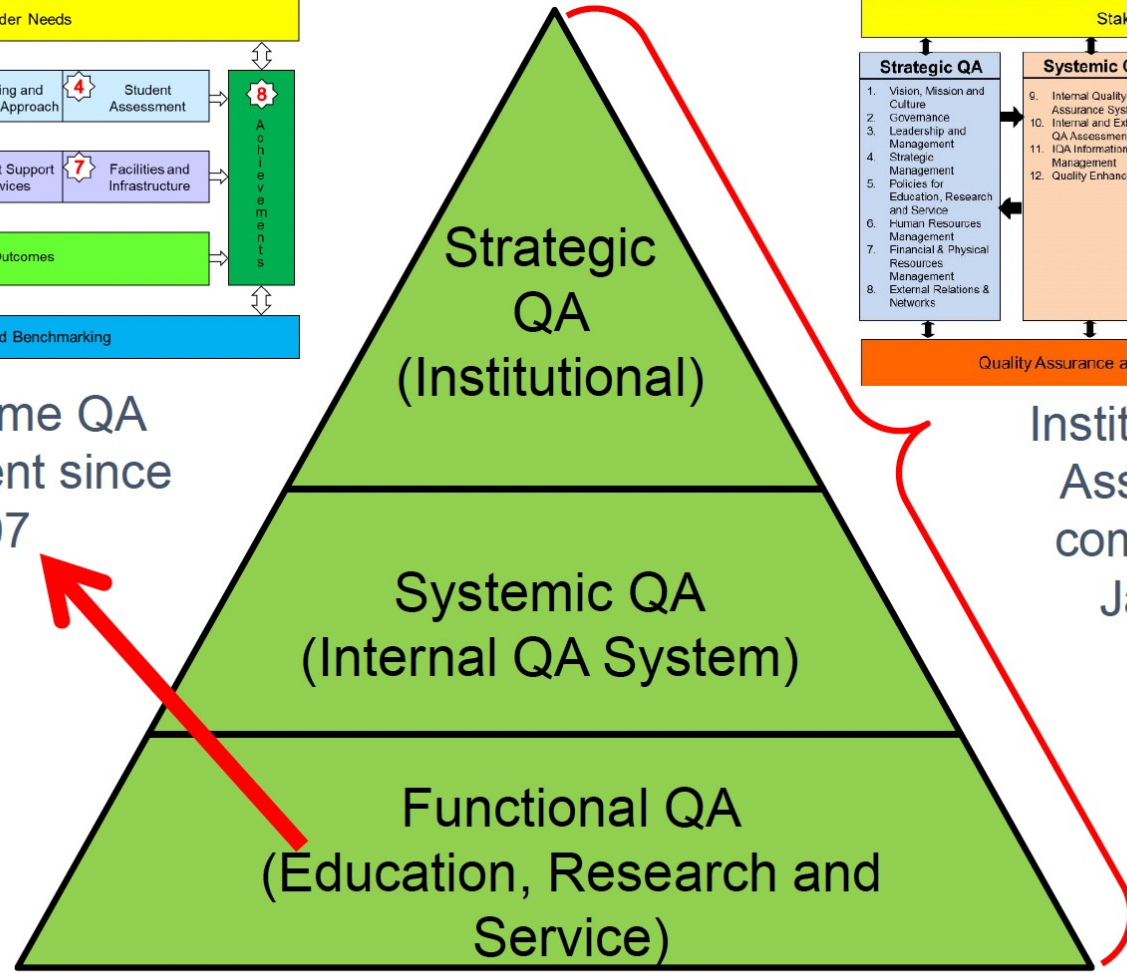 der Needs
ing and
Approach
4
Student
Assessment
t Support
vices
7
Facilities and
Infrastructure
Outcomes
8
Achievements
d Benchmarking
me QA
ent since
07
Strategic
QA
(Institutional)
Systemic QA
(Internal QA System)
Functional QA
(Education, Research and
Service)
Stak
Strategic QA
1. Vision, Mission and
Culture
2. Governance
3. Leadership and
Management
4. Strategic
Management
5. Policies for
Education, Research
and Service
6. Human Resources
Management
7. Financial & Physical
Resources
Management
8. External Relations &
Networks
Systemic Q
9. Internal Quality
Assurance Syst
10. Internal and Ext
QA Assessment
11. IQA Information
Management
12. Quality Enhance
Quality Assurance a
Instit
Ass
com
Ja